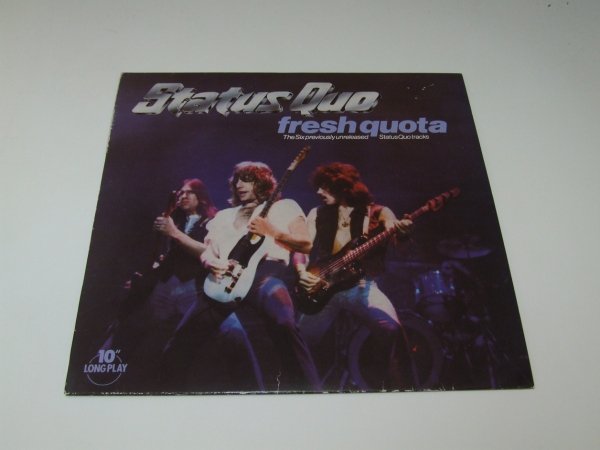 Status Quo
fresh quota
The Six previously unreleased Status Quo tracks
10"
LONG PLAY